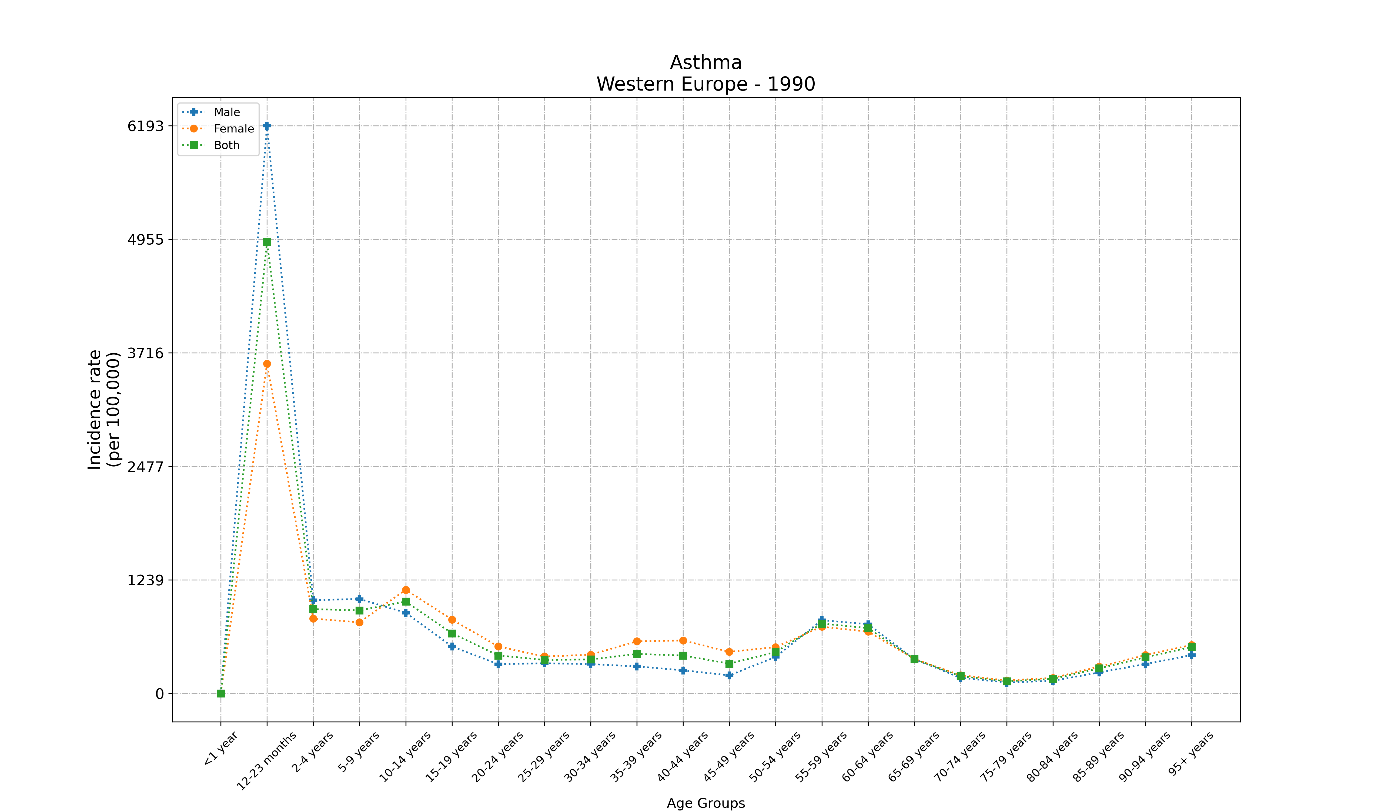 Asthma
Western Europe - 1990
Male
Female
Both
6193
4955
3716
2477
1239
0
Incidence rate
(per 100,000)
<1 year
12-23 months
2-4 years
5-9 years
10-14 years
15-19 years
20-24 years
25-29 years
30-34 years
35-39 years
40-44 years
45-49 years
50-54 years
55-59 years
60-64 years
65-69 years
70-74 years
75-79 years
80-84 years
85-89 years
90-94 years
95+ years
Age Groups